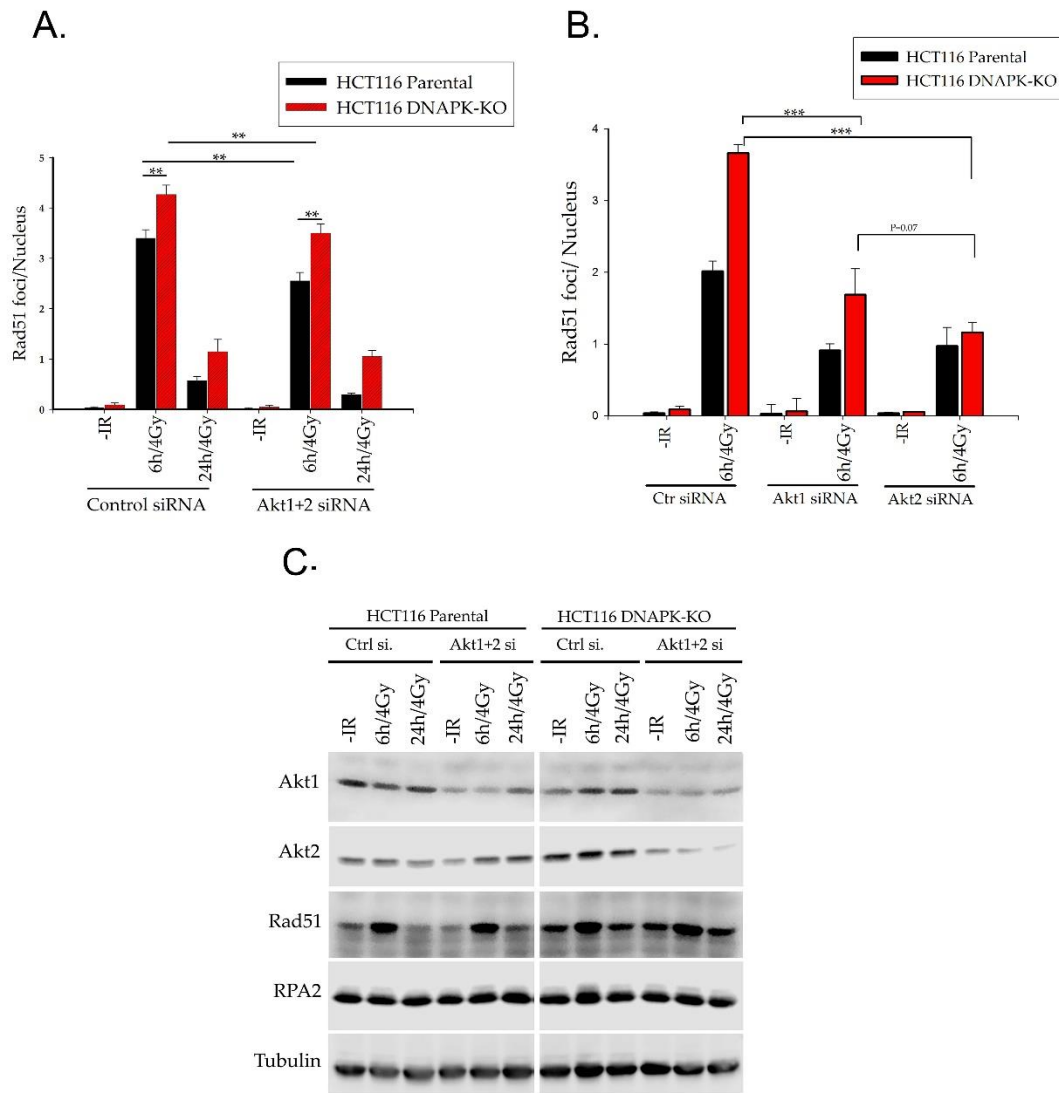 A.
HCT116 Parental
HCT116 DNAPK-KO
**
**
**
**
5
4
3
2
1
0
Rad51 foci/Nucleus
-IR
6h/4Gy
24h/4Gy
-IR
6h/4Gy
24h/4Gy
Control siRNA
Akt1+2 siRNA
B.
HCT116 Parental
HCT116 DNAPK-KO
***
***
P=0.07
4
3
2
1
0
Rad51 foci/ Nucleus
-IR
6h/4Gy
-IR
6h/4Gy
-IR
6h/4Gy
Ctr siRNA
Akt1 siRNA
Akt2 siRNA
C.
HCT116 Parental
HCT116 DNAPK-KO
Ctrl si.
Akt1+2 si
Ctrl si.
Akt1+2 si
-IR
6h/4Gy
24h/4Gy
-IR
6h/4Gy
24h/4Gy
-IR
6h/4Gy
24h/4Gy
-IR
6h/4Gy
24h/4Gy
Akt1
Akt2
Rad51
RPA2
Tubulin